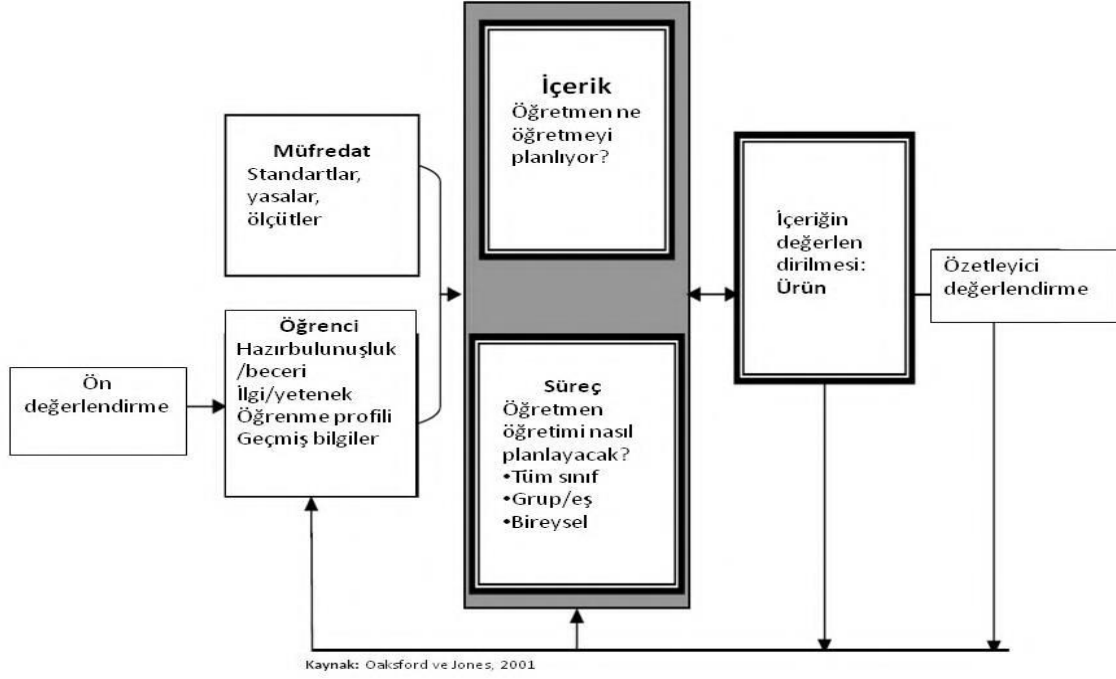 İçerik
Öğretmen ne
öğretmeyi
planlıyor?
Müfredat
Standartlar,
yasalar,
ölçütler
İçeriğin
değerlen
dirilmesi:
Ürün
Özetleyici
değerlendirme
Öğrenci
Hazırbulunuşluk
/beceri
İlgi/yetenek
Öğrenme profili
Geçmiş bilgiler
Ön
değerlendirme
Süreç
Öğretmen
öğretimi nasıl
planlayacak?
•Tüm sınıf
•Grup/eş
•Bireysel
Kaynak: Oaksford ve Jones, 2001